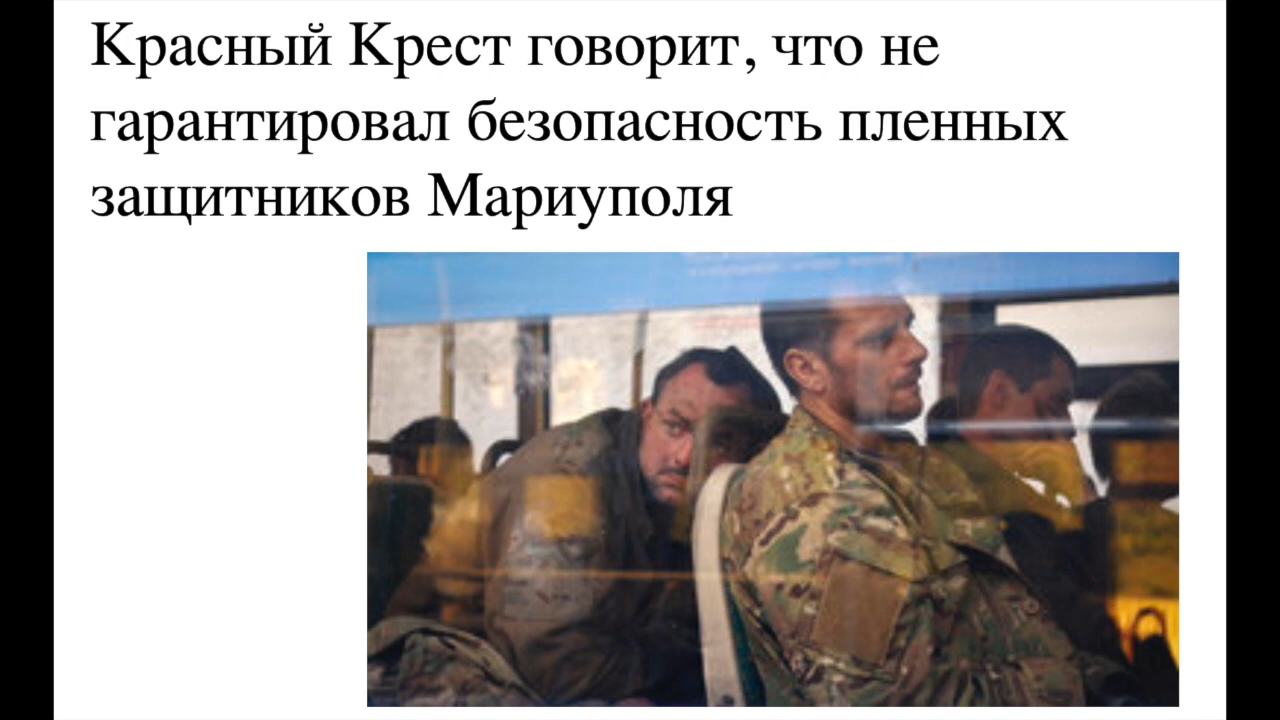 Красный Крест говорит, что не
гарантировал безопасность пленных
защитников Мариуполя